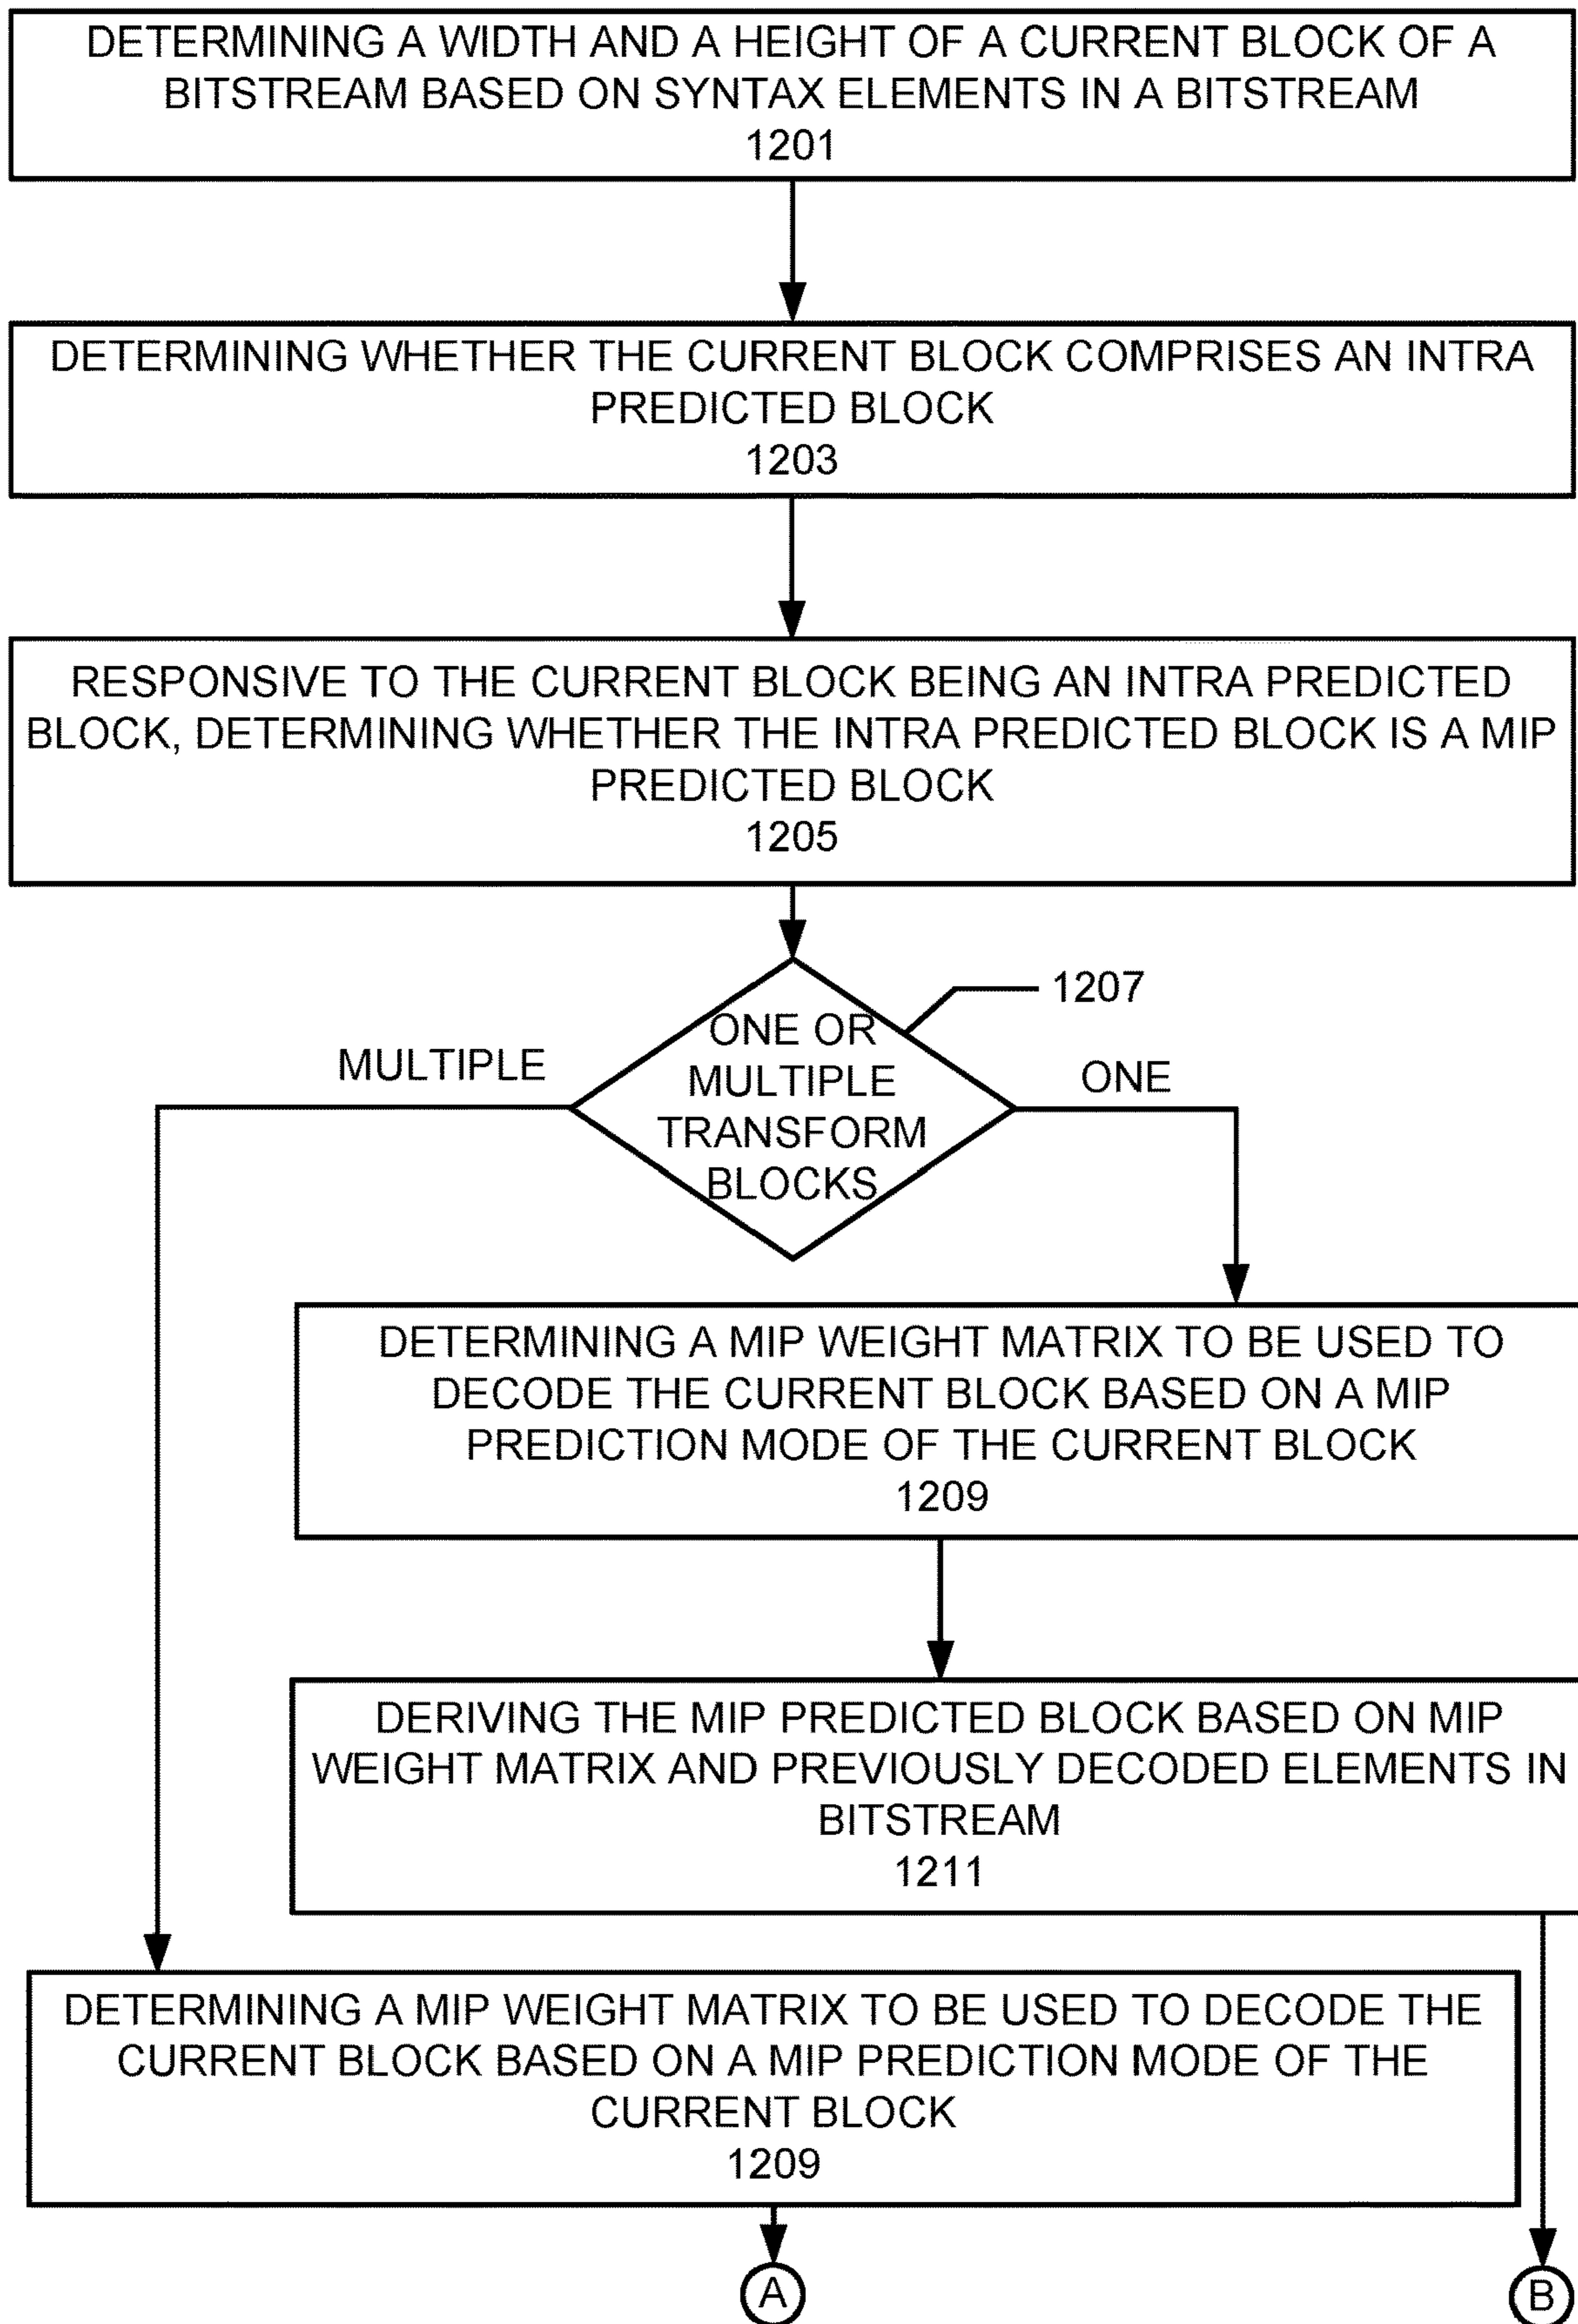 DETERMINING A WIDTH AND A HEIGHT OF A CURRENT BLOCK OF A
BITSTREAM BASED ON SYNTAX ELEMENTS IN A BITSTREAM
1201
DETERMINING WHETHER THE CURRENT BLOCK COMPRISES AN INTRA
PREDICTED BLOCK
1203
RESPONSIVE TO THE CURRENT BLOCK BEING AN INTRA PREDICTED
BLOCK, DETERMINING WHETHER THE INTRA PREDICTED BLOCK IS A MIP
PREDICTED BLOCK
1205
1207
ONE OR
MULTIPLE
TRANSFORM
BLOCKS
MULTIPLE
ONE
DETERMINING A MIP WEIGHT MATRIX TO BE USED TO
DECODE THE CURRENT BLOCK BASED ON A MIP
PREDICTION MODE OF THE CURRENT BLOCK
1209
DERIVING THE MIP PREDICTED BLOCK BASED ON MIP
WEIGHT MATRIX AND PREVIOUSLY DECODED ELEMENTS IN
BITSTREAM
1211
DETERMINING A MIP WEIGHT MATRIX TO BE USED TO DECODE THE
CURRENT BLOCK BASED ON A MIP PREDICTION MODE OF THE
CURRENT BLOCK
1209
A
B